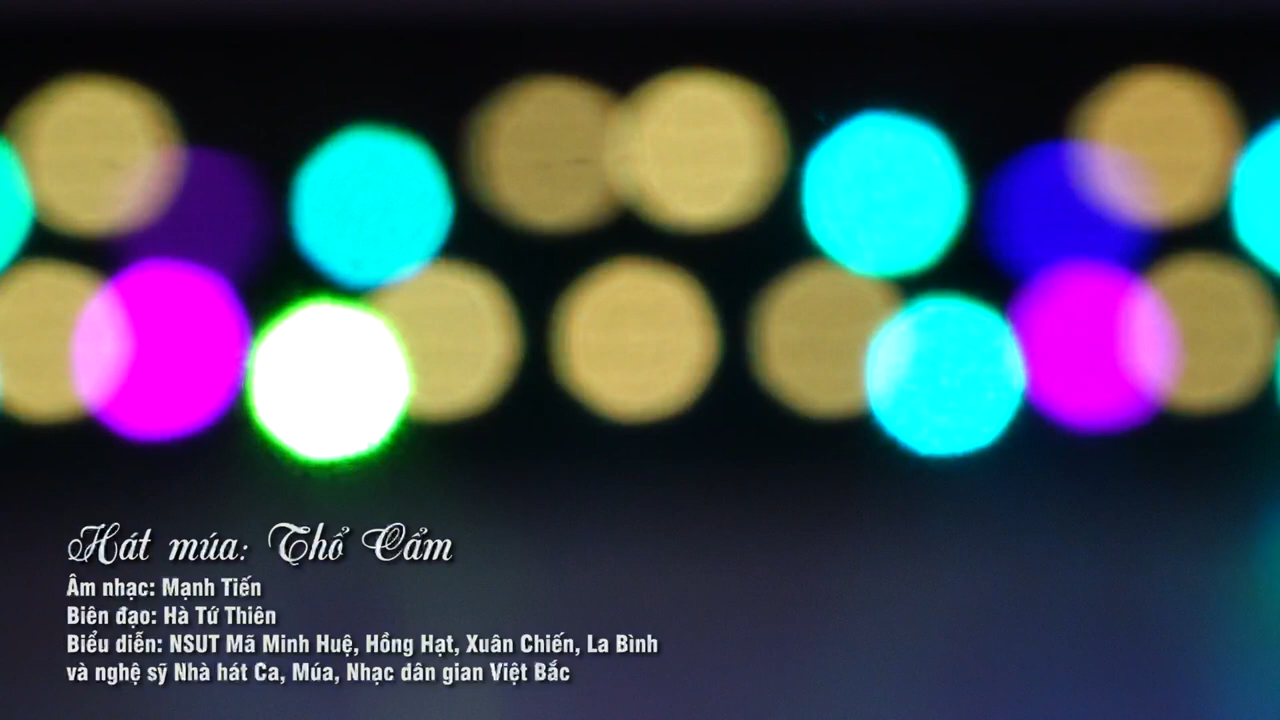 Hát múa: Thổ Cẩm
Âm nhạc: Mạnh Tiến
Biên đạo: Hà Tứ Thiên
Biểu diễn: NSUT Mã Minh Huệ, Hồng Hạt, Xuân Chiến, La Bình
và nghệ sỹ Nhà hát Ca, Múa, Nhạc dân gian Việt Bắc